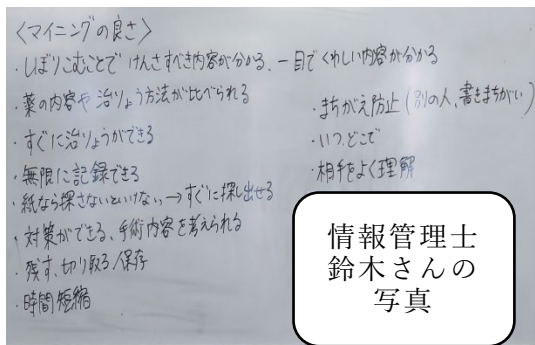 〈マイニングの良さ〉
・しぼりこむことで けんさすべき内容が分かる、一目でくわしい内容が分かる
・薬の内容や治りょう方法が比べられる
・すぐに治りょうができる
・無限に記録できる
・紙なら探さないといけない→すぐに探し出せる
・対策ができる、手術内容を考えられる
・残す、切り取る/保存
・時間短縮
・まちがえ防止(別の人、書きまちがい)
・いつ、どこで
・相手をよく理解
情報管理士
鈴木さんの
写真